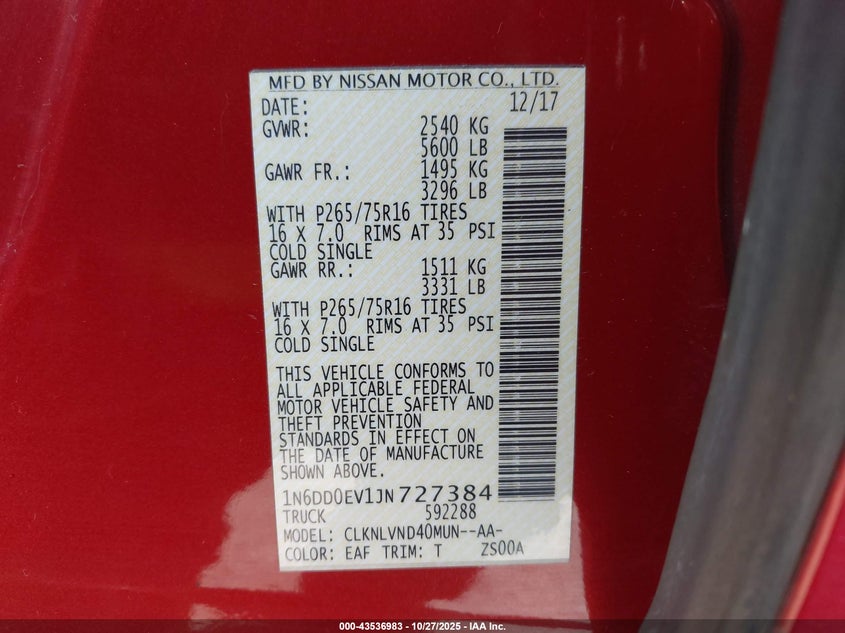 MFD BY NISSAN MOTOR CO., LTD.
DATE: 12/17
GVWR: 2540 KG
5600 LB
GAWR FR.: 1495 KG
3296 LB
WITH P265/75R16 TIRES
16 X 7.0 RIMS AT 35 PSI
COLD SINGLE
GAWR RR.: 1511 KG
3331 LB
WITH P265/75R16 TIRES
16 X 7.0 RIMS AT 35 PSI
COLD SINGLE
THIS VEHICLE CONFORMS TO
ALL APPLICABLE FEDERAL
MOTOR VEHICLE SAFETY AND
THEFT PREVENTION
STANDARDS IN EFFECT ON
THE DATE OF MANUFACTURE
SHOWN ABOVE.
1N6DD0EV1JN727384
TRUCK 592288
MODEL: CLKNLVND40MUN--AA-
COLOR: EAF TRIM: T ZS00A
000-43536983 - 10/27/2025 - IAA Inc.